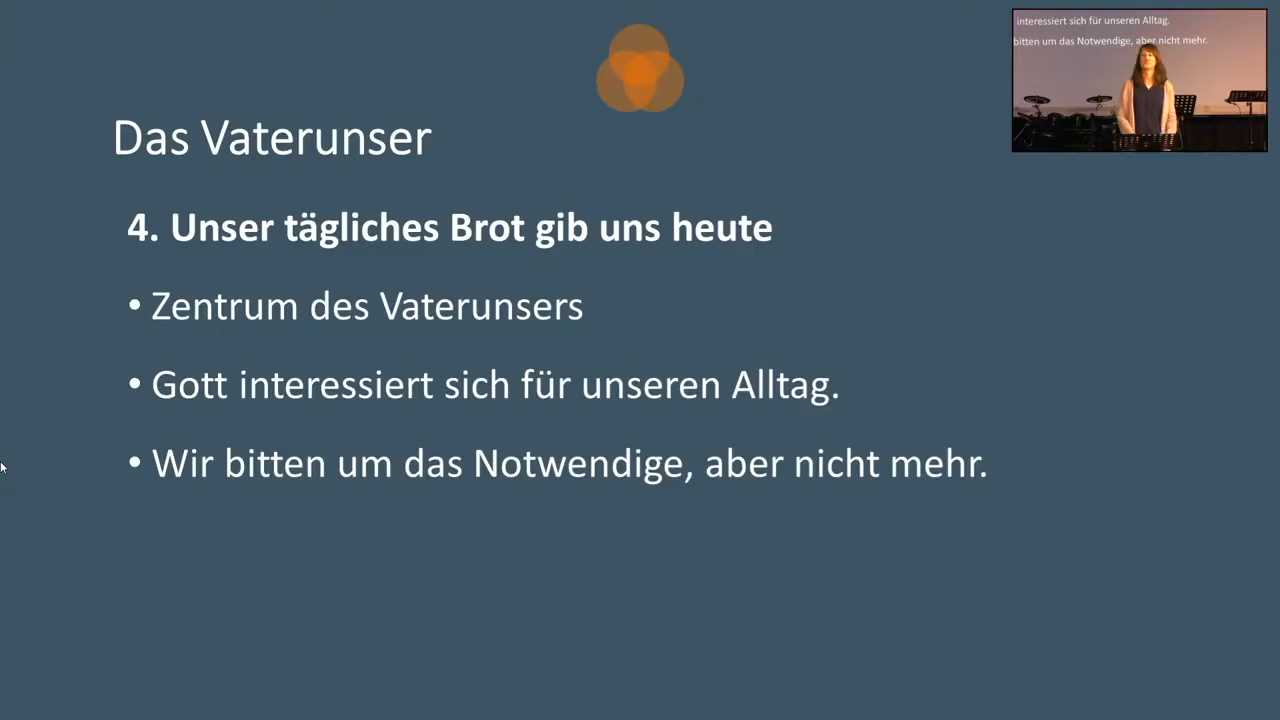 Das Vaterunser
4. Unser tägliches Brot gib uns heute
• Zentrum des Vaterunsers
• Gott interessiert sich für unseren Alltag.
• Wir bitten um das Notwendige, aber nicht mehr.
interessiert sich für unseren Alltag.
bitten um das Notwendige, aber nicht mehr.